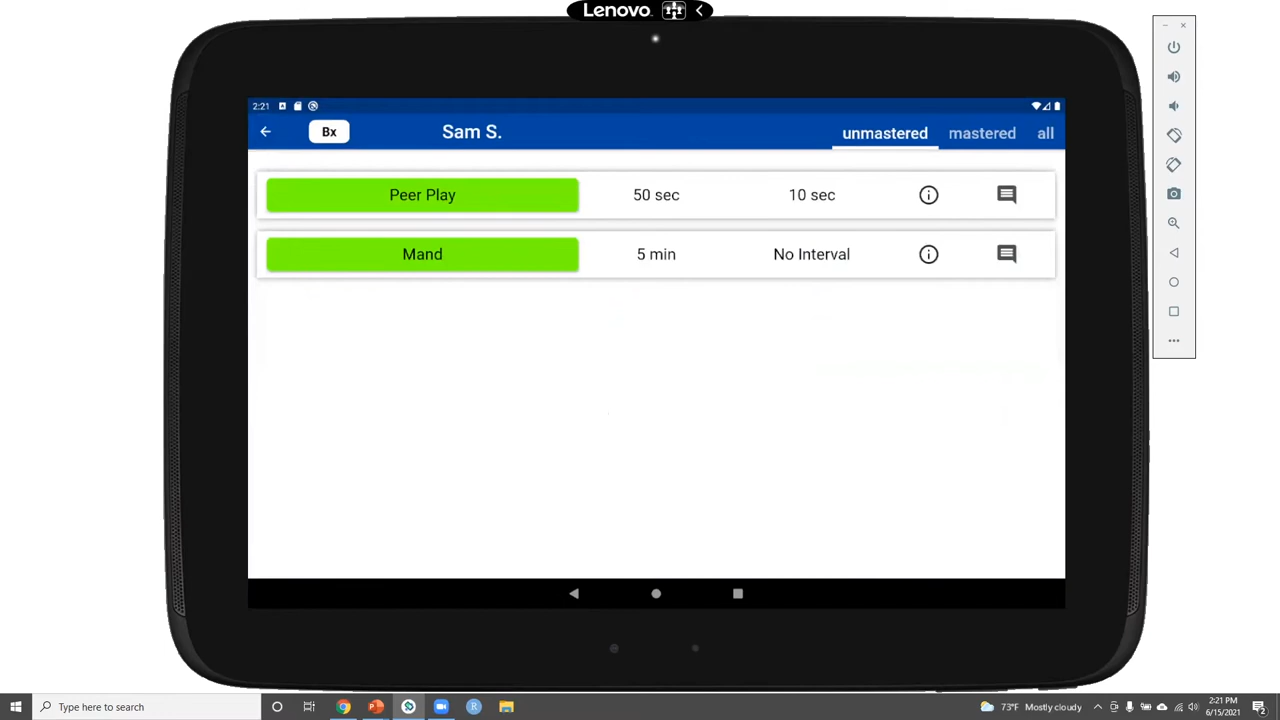 Lenovo
2:21
Bx
Sam S.
unmastered
mastered
all
Peer Play
50 sec
10 sec
Mand
5 min
No Interval
Type here to search
73°F Mostly cloudy
2:21 PM
6/15/2021
2